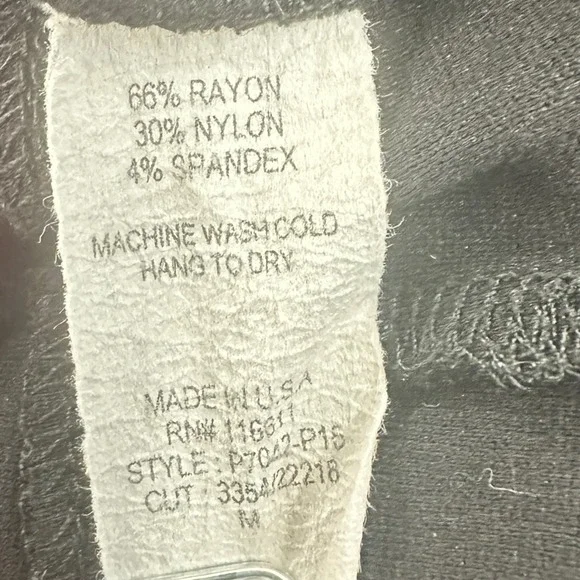 66% RAYON
30% NYLON
4% SPANDEX
MACHINE WASH COLD
HANG TO DRY
MADE IN U.S.A
RN# 116611
STYLE : P7042-P16
CUT : 3354/22218
M